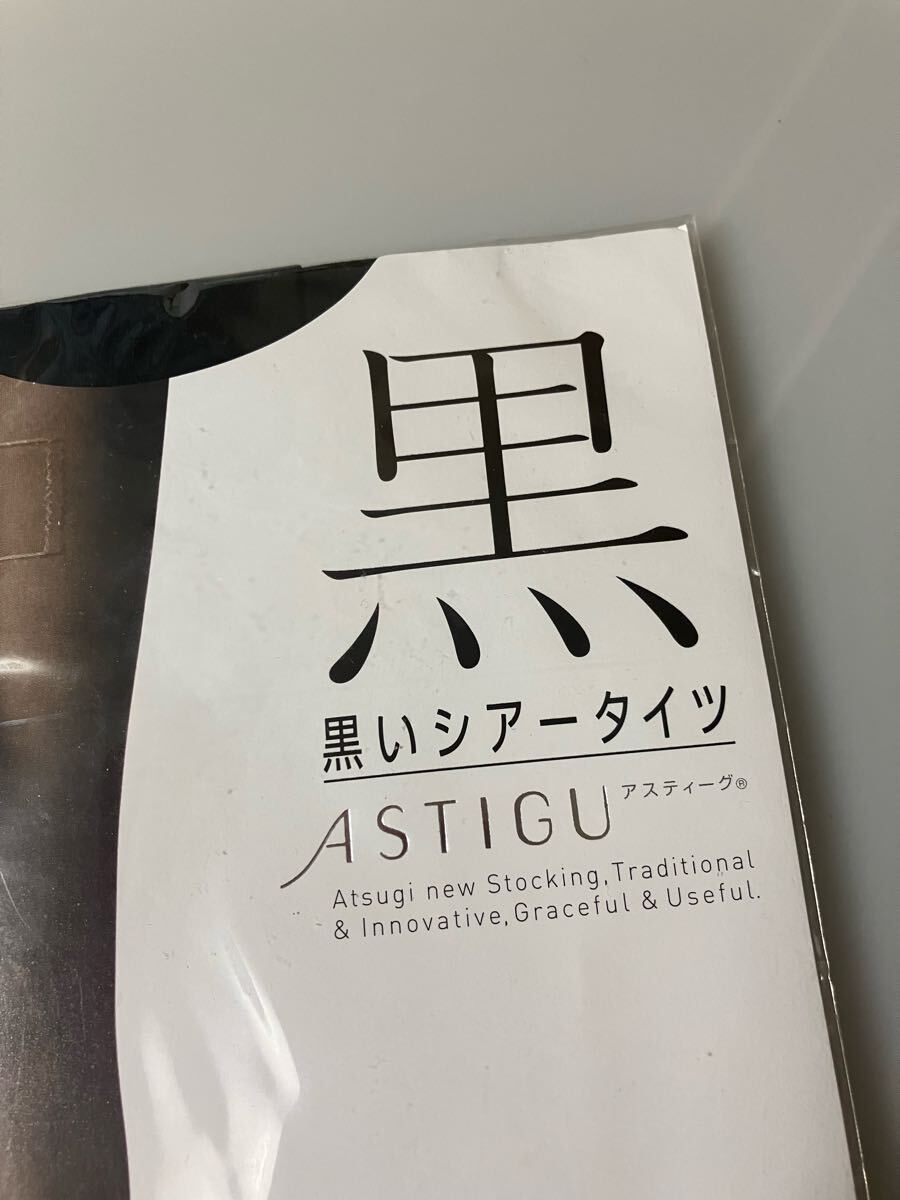 黒
黒いシアータイツ
ASTIGU アスティーグ®
Atsugi new Stocking, Traditional
& Innovative, Graceful & Useful.